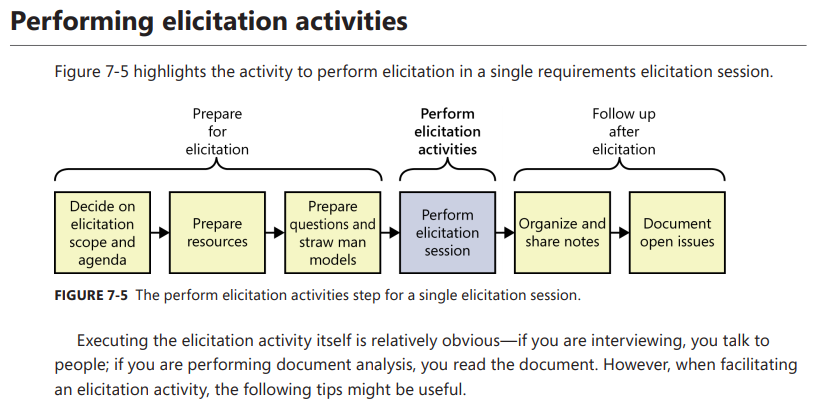 Performing elicitation activities
Figure 7-5 highlights the activity to perform elicitation in a single requirements elicitation session.
Prepare
for
elicitation
Perform
elicitation
activities
Follow up
after
elicitation
Decide on
elicitation
scope and
agenda
Prepare
resources
Prepare
questions and
straw man
models
Perform
elicitation
session
Organize and
share notes
Document
open issues
FIGURE 7-5 The perform elicitation activities step for a single elicitation session.
Executing the elicitation activity itself is relatively obvious—if you are interviewing, you talk to
people; if you are performing document analysis, you read the document. However, when facilitating
an elicitation activity, the following tips might be useful.